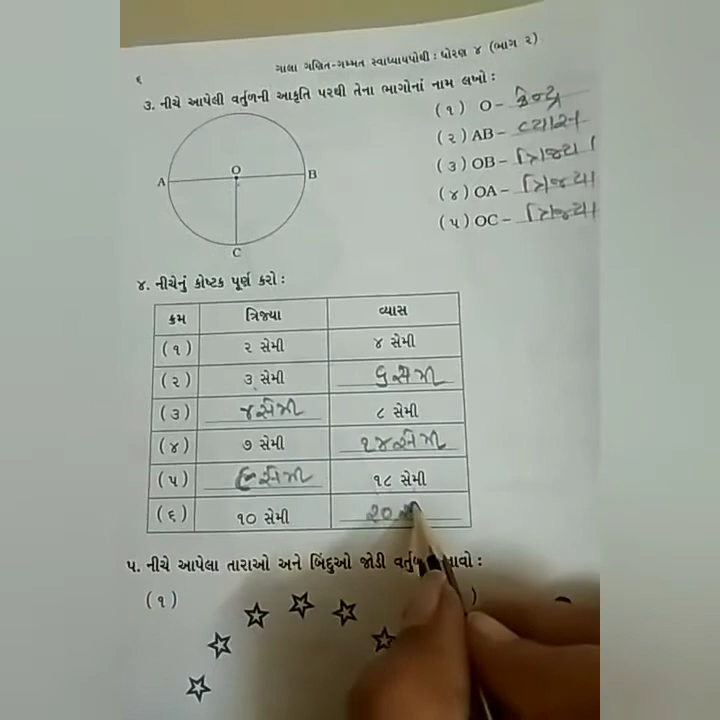 ૬
ગાલા ગણિત-ગમ્મત સ્વાધ્યાયપોથી : ધોરણ ૪ (ભાગ ૨)
૩. નીચે આપેલી વર્તુળની આકૃતિ પરથી તેના ભાગોનાં નામ લખો :
(૧) O – કેન્દ્ર
(૨) AB – વ્યાસ
(૩) OB – ત્રિજ્યા
(૪) OA – ત્રિજ્યા
(૫) OC – ત્રિજ્યા
O
A B
C
૪. નીચેનું કોષ્ટક પૂર્ણ કરો :
ક્રમ ત્રિજ્યા વ્યાસ
(૧) ૨ સેમી ૪ સેમી
(૨) ૩ સેમી ૬ સેમી
(૩) ૪ સેમી ૮ સેમી
(૪) ૭ સેમી ૧૪ સેમી
(૫) ૯ સેમી ૧૮ સેમી
(૬) ૧૦ સેમી ૨૦
૫. નીચે આપેલા તારાઓ અને બિંદુઓ જોડી
(૧)